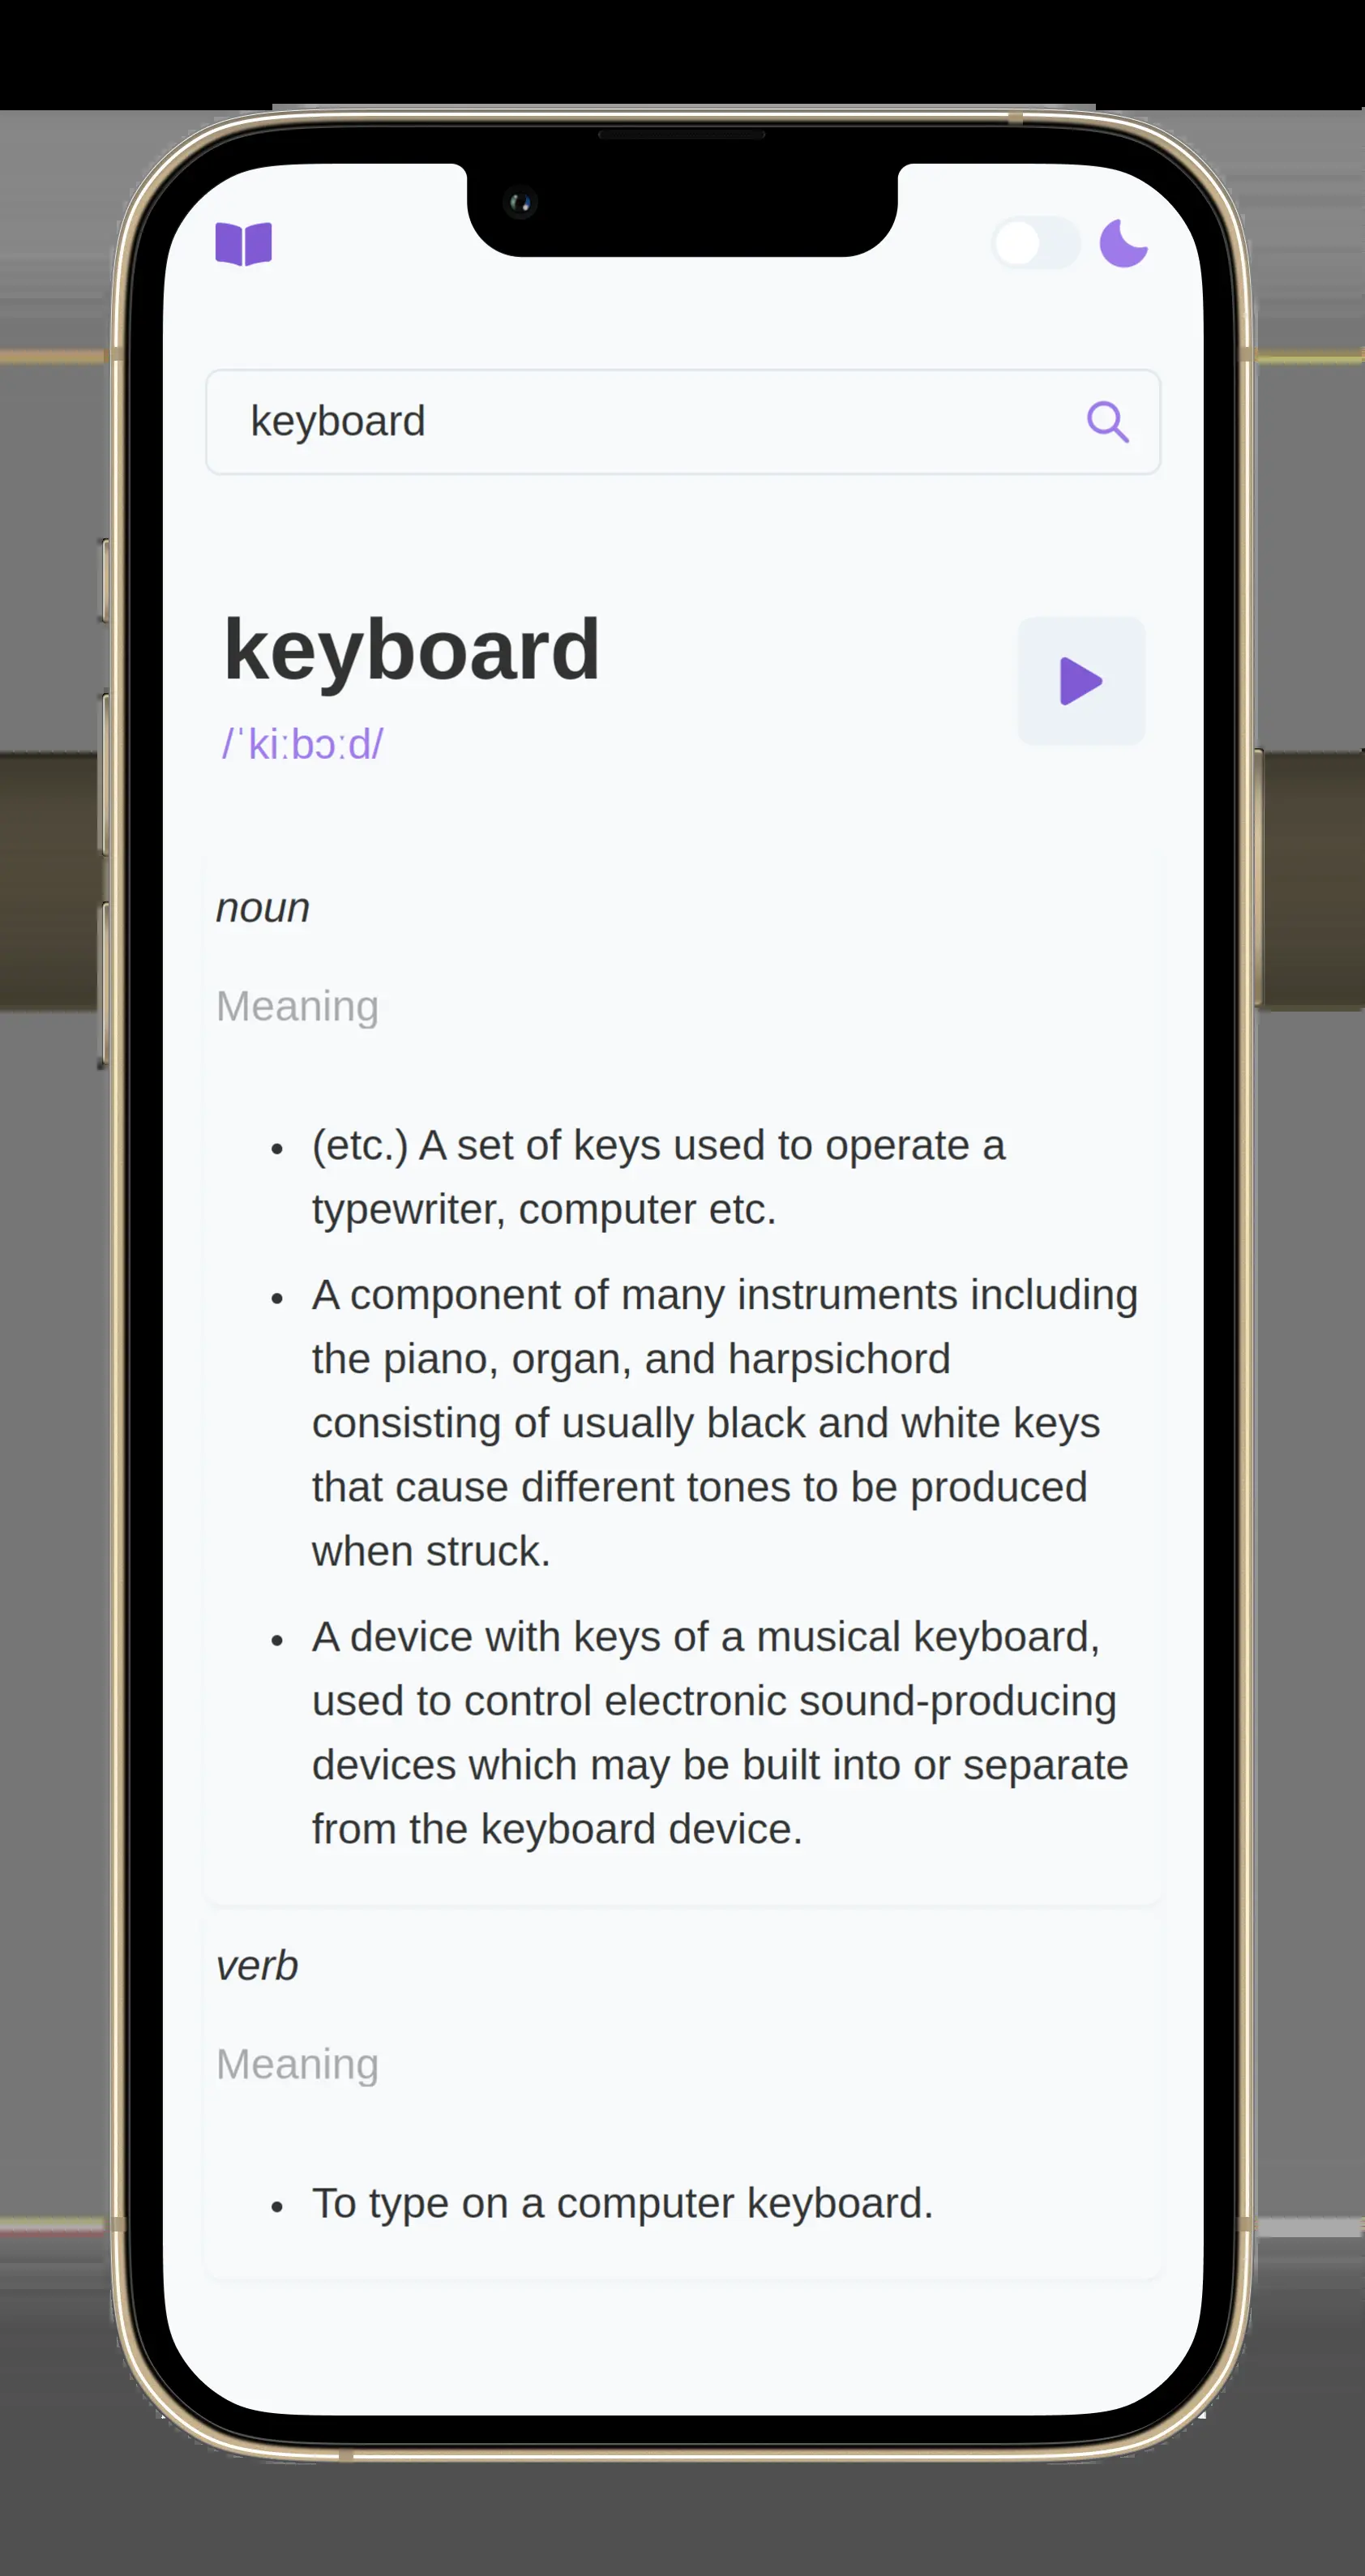 keyboard
keyboard
/ˈkiːbɔːd/
noun
Meaning
• (etc.) A set of keys used to operate a
typewriter, computer etc.
• A component of many instruments including
the piano, organ, and harpsichord
consisting of usually black and white keys
that cause different tones to be produced
when struck.
• A device with keys of a musical keyboard,
used to control electronic sound-producing
devices which may be built into or separate
from the keyboard device.
verb
Meaning
• To type on a computer keyboard.